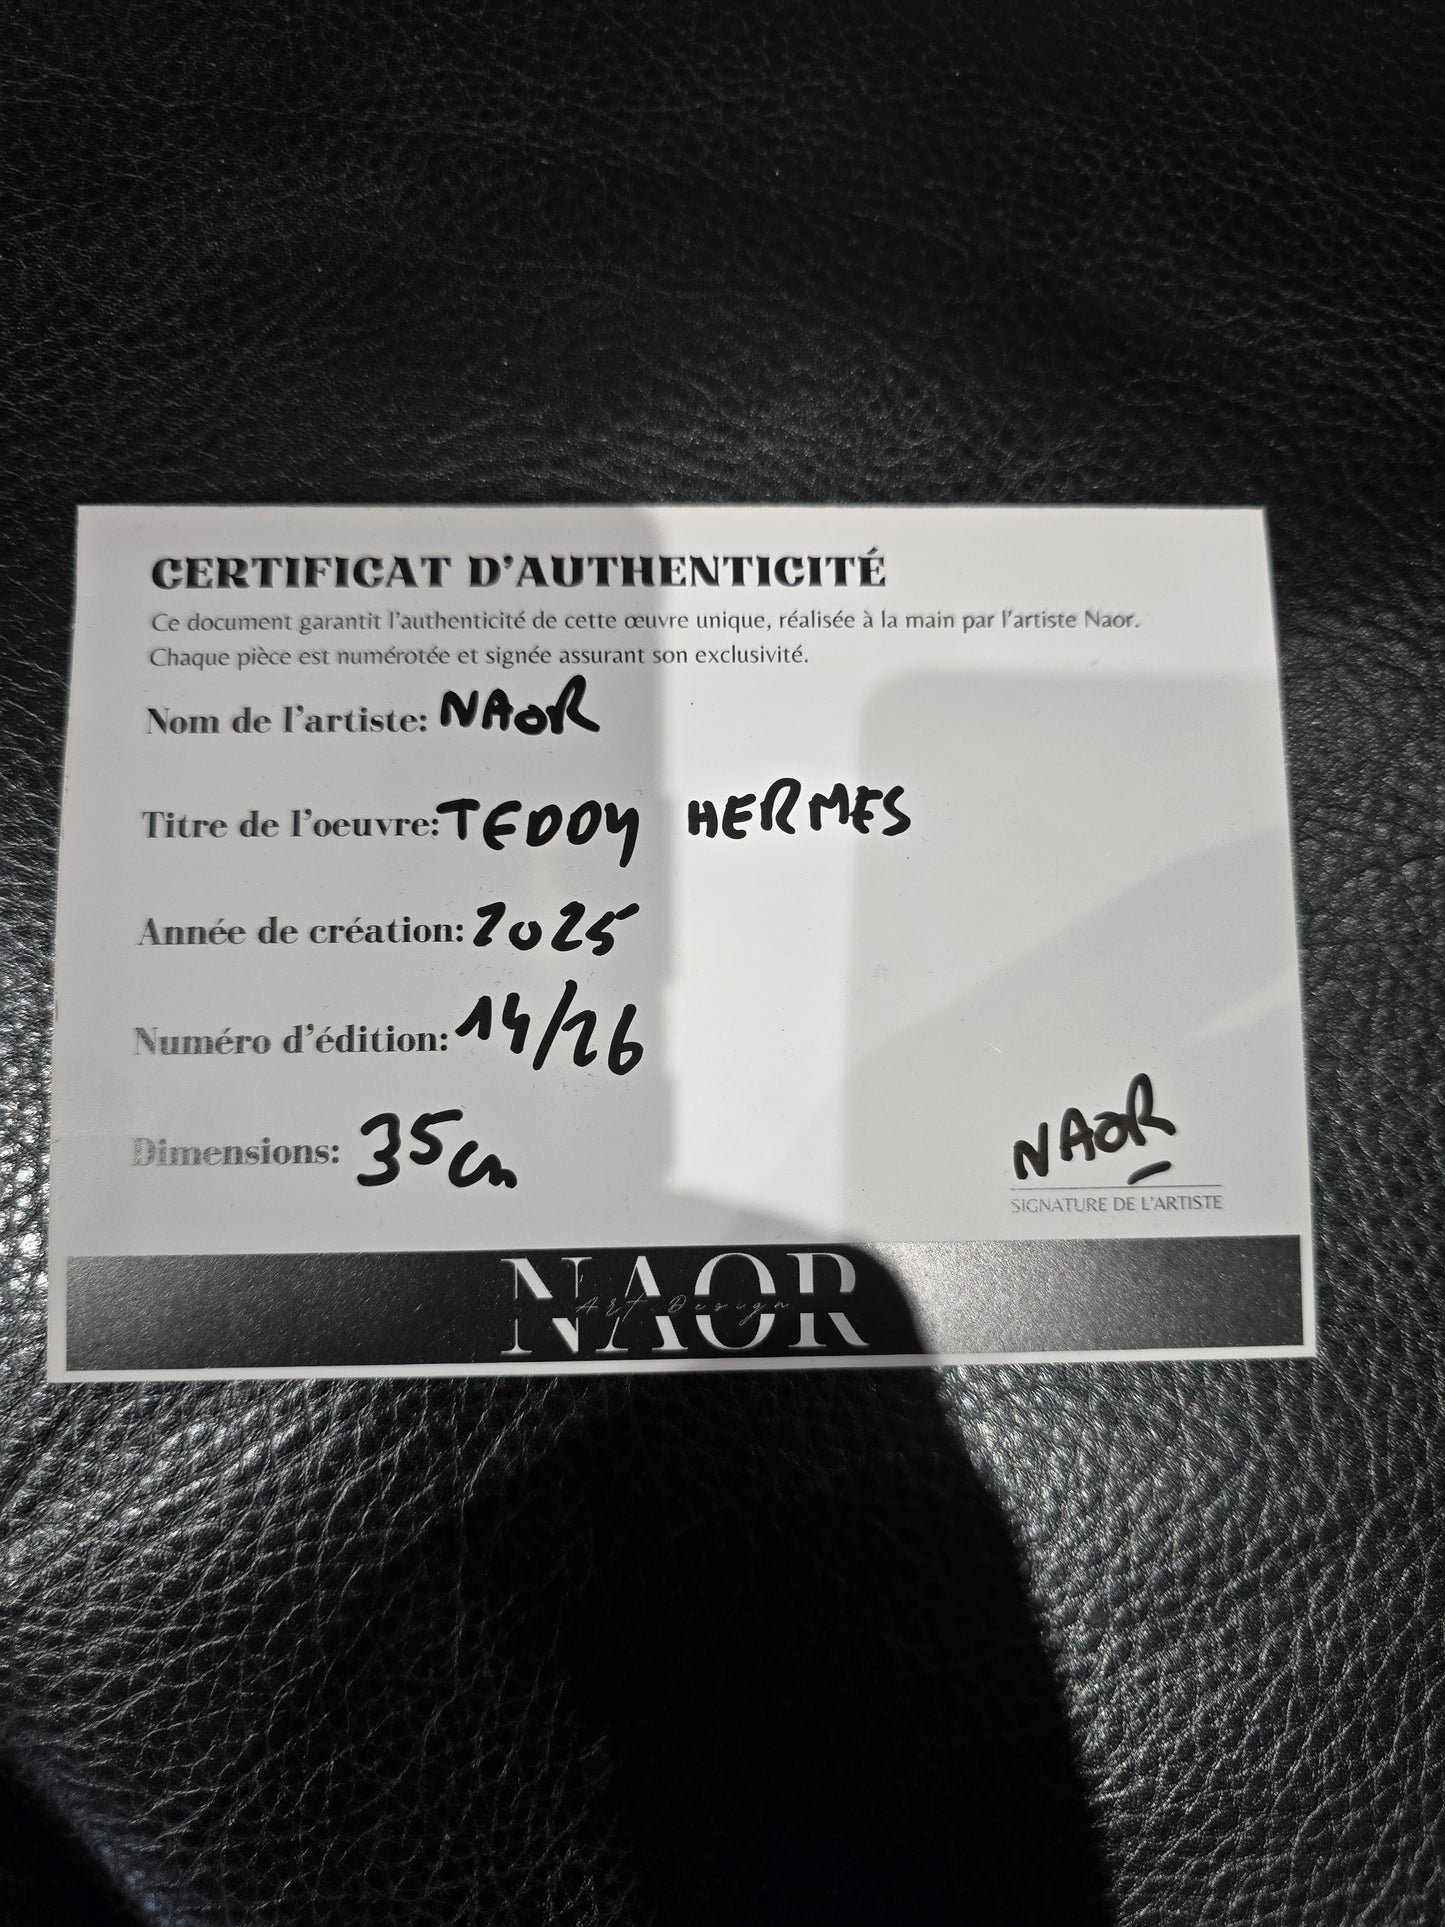 CERTIFICAT D'AUTHENTICITÉ
Ce document garantit l'authenticité de cette œuvre unique, réalisée à la main par l'artiste Naor.
Chaque pièce est numérotée et signée assurant son exclusivité.
Nom de l'artiste: NAOR
Titre de l'oeuvre: TEDDY HERMES
Année de création: 2025
Numéro d'édition: 14/26
Dimensions: 35cm
NAOR
SIGNATURE DE L'ARTISTE
NAOR
Art Design